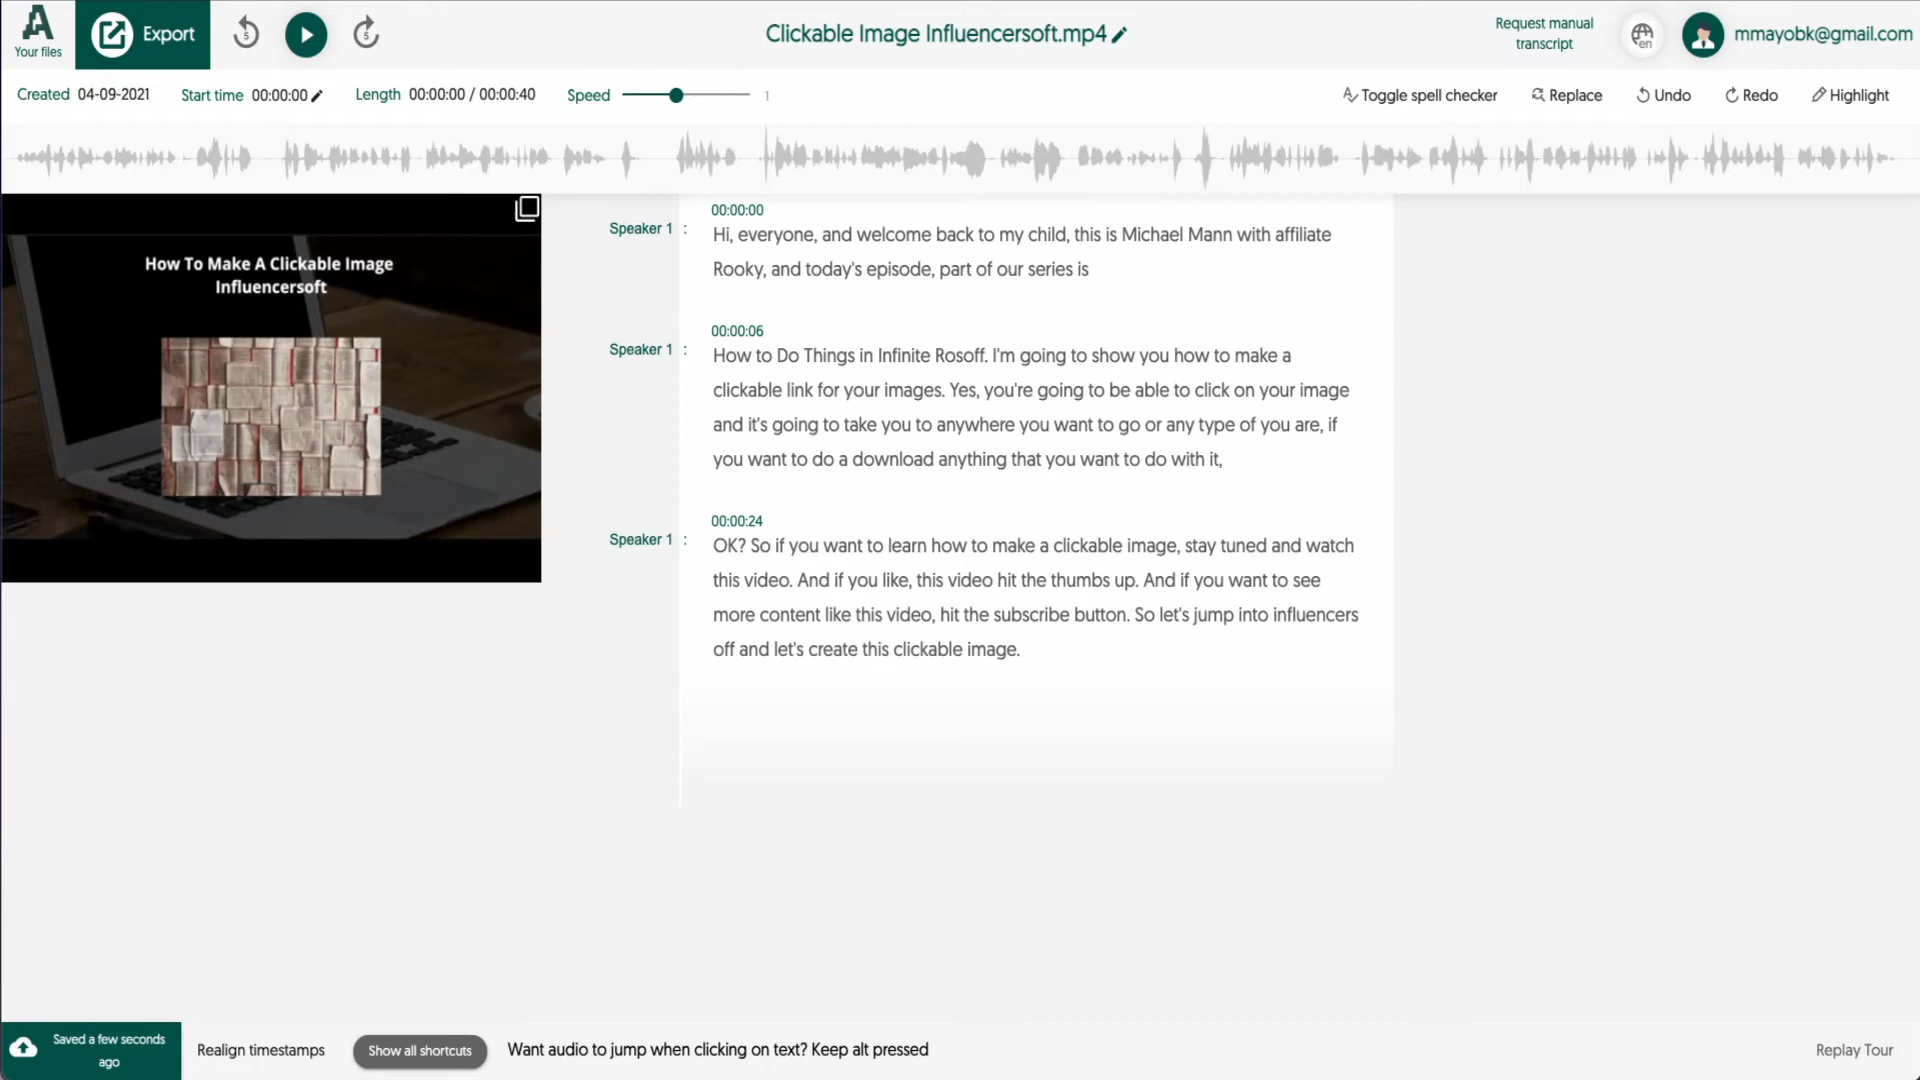 Your files
Export
5
5
Clickable Image Influencersoft.mp4
Request manual
transcript
en
mmayobk@gmail.com
Created 04-09-2021
Start time 00:00:00
Length 00:00:00 / 00:00:40
Speed
1
Toggle spell checker
Replace
Undo
Redo
Highlight
How To Make A Clickable Image
Influencersoft
00:00:00
Speaker 1 :
Hi, everyone, and welcome back to my child, this is Michael Mann with affiliate
Rooky, and today's episode, part of our series is
00:00:06
Speaker 1 :
How to Do Things in Infinite Rosoff. I'm going to show you how to make a
clickable link for your images. Yes, you're going to be able to click on your image
and it's going to take you to anywhere you want to go or any type of you are, if
you want to do a download anything that you want to do with it,
00:00:24
Speaker 1 :
OK? So if you want to learn how to make a clickable image, stay tuned and watch
this video. And if you like, this video hit the thumbs up. And if you want to see
more content like this video, hit the subscribe button. So let's jump into influencers
off and let's create this clickable image.
Saved a few seconds
ago
Realign timestamps
Show all shortcuts
Want audio to jump when clicking on text? Keep alt pressed
Replay Tour